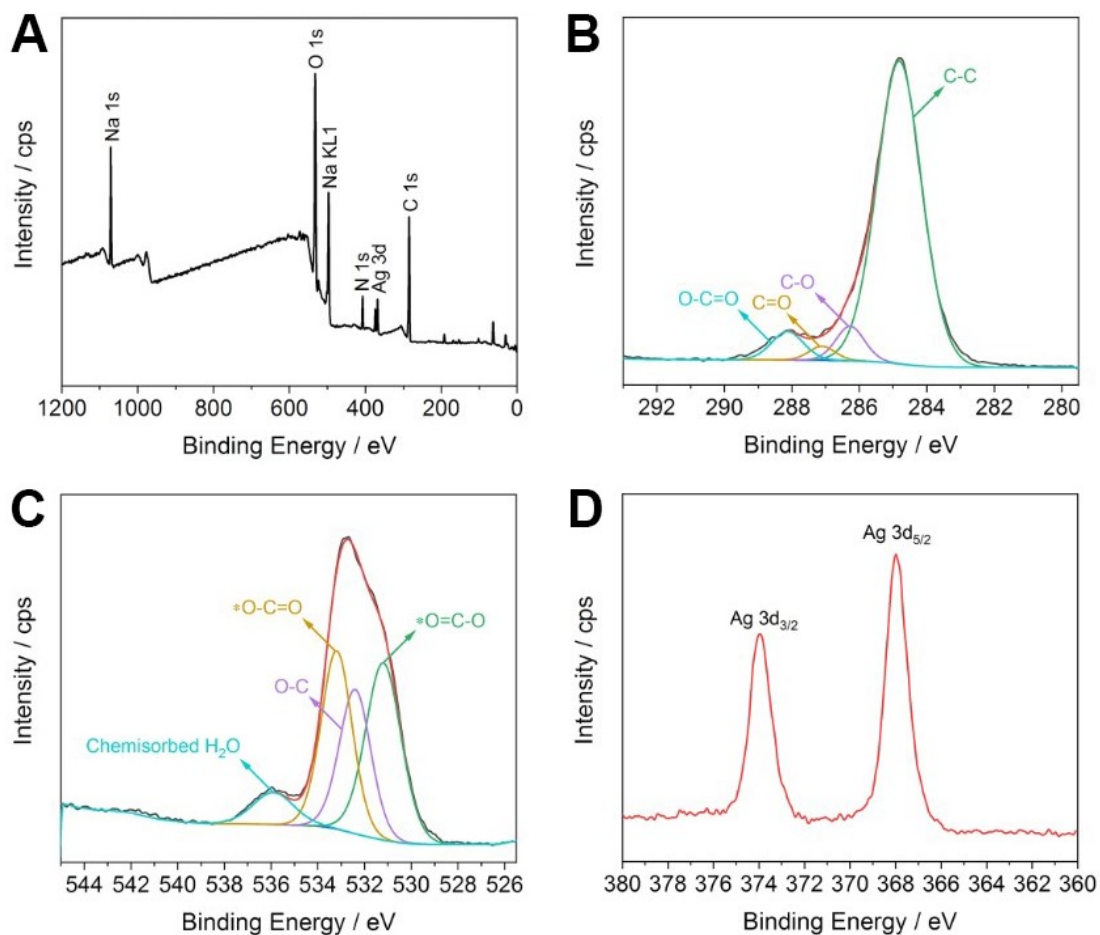 A
Intensity / cps
Na 1s
O 1s
Na KL1
N 1s
Ag 3d
C 1s
1200 1000 800 600 400 200 0
Binding Energy / eV
B
Intensity / cps
C-C
C-O
C=O
O-C=O
292 290 288 286 284 282 280
Binding Energy / eV
C
Intensity / cps
*O-C=O
*O=C-O
O-C
Chemisorbed H₂O
544 542 540 538 536 534 532 530 528 526
Binding Energy / eV
D
Intensity / cps
Ag 3d₅/₂
Ag 3d₃/₂
380 378 376 374 372 370 368 366 364 362 360
Binding Energy / eV